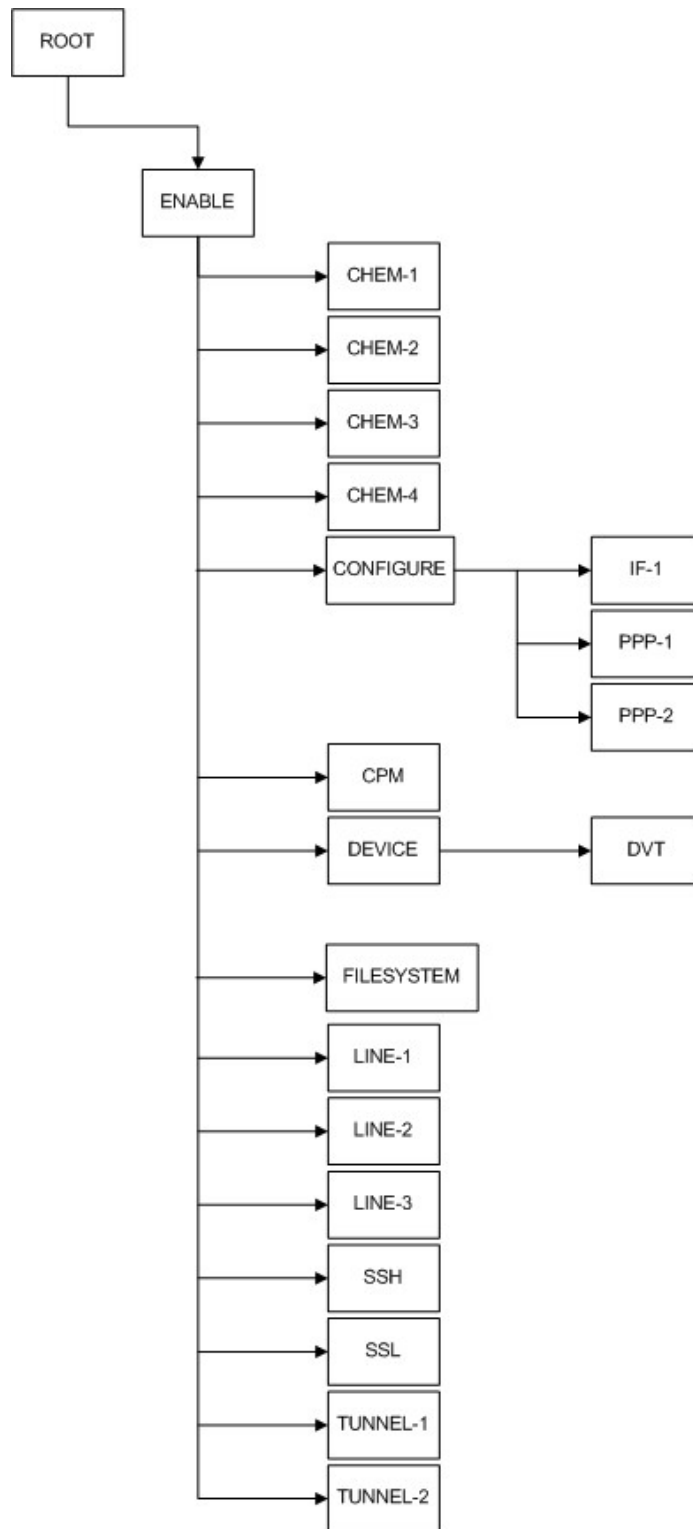 ROOT
ENABLE
CHEM-1
CHEM-2
CHEM-3
CHEM-4
CONFIGURE
IF-1
PPP-1
PPP-2
CPM
DEVICE
DVT
FILESYSTEM
LINE-1
LINE-2
LINE-3
SSH
SSL
TUNNEL-1
TUNNEL-2